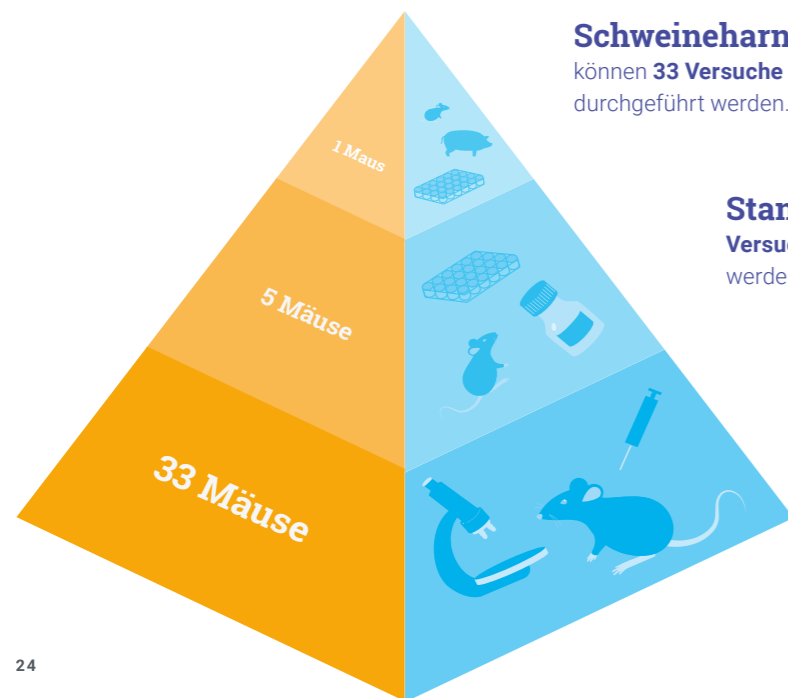 Schweineharn
können 33 Versuche
durchgeführt werden.
1 Maus
Stan
Versuc
werde
5 Mäuse
33 Mäuse
24